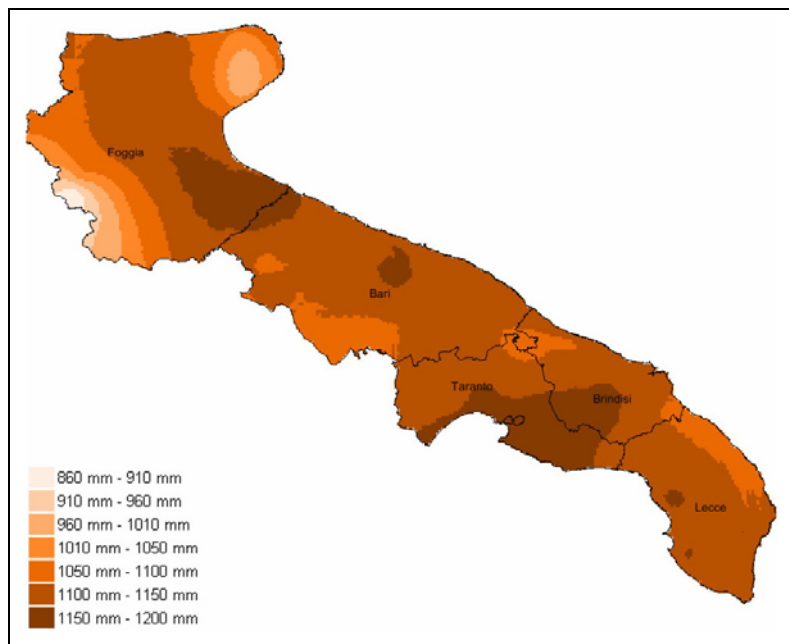 Foggia
Bari
Taranto
Brindisi
Lecce
860 mm - 910 mm
910 mm - 960 mm
960 mm - 1010 mm
1010 mm - 1050 mm
1050 mm - 1100 mm
1100 mm - 1150 mm
1150 mm - 1200 mm